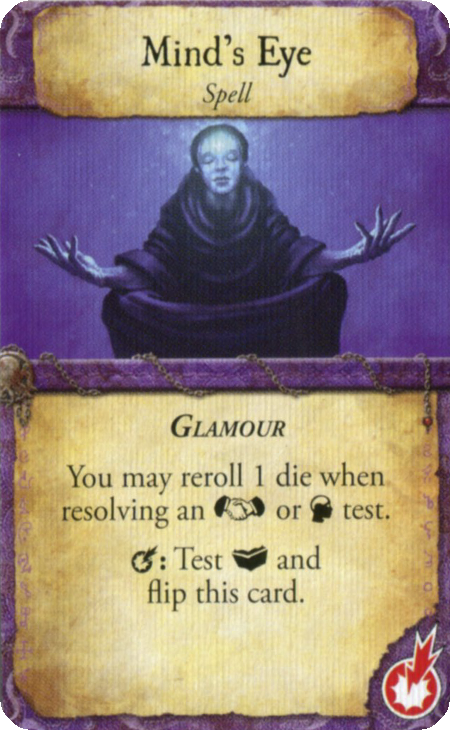 Mind's Eye
Spell
GLAMOUR
You may reroll 1 die when
resolving an or test.
: Test and
flip this card.